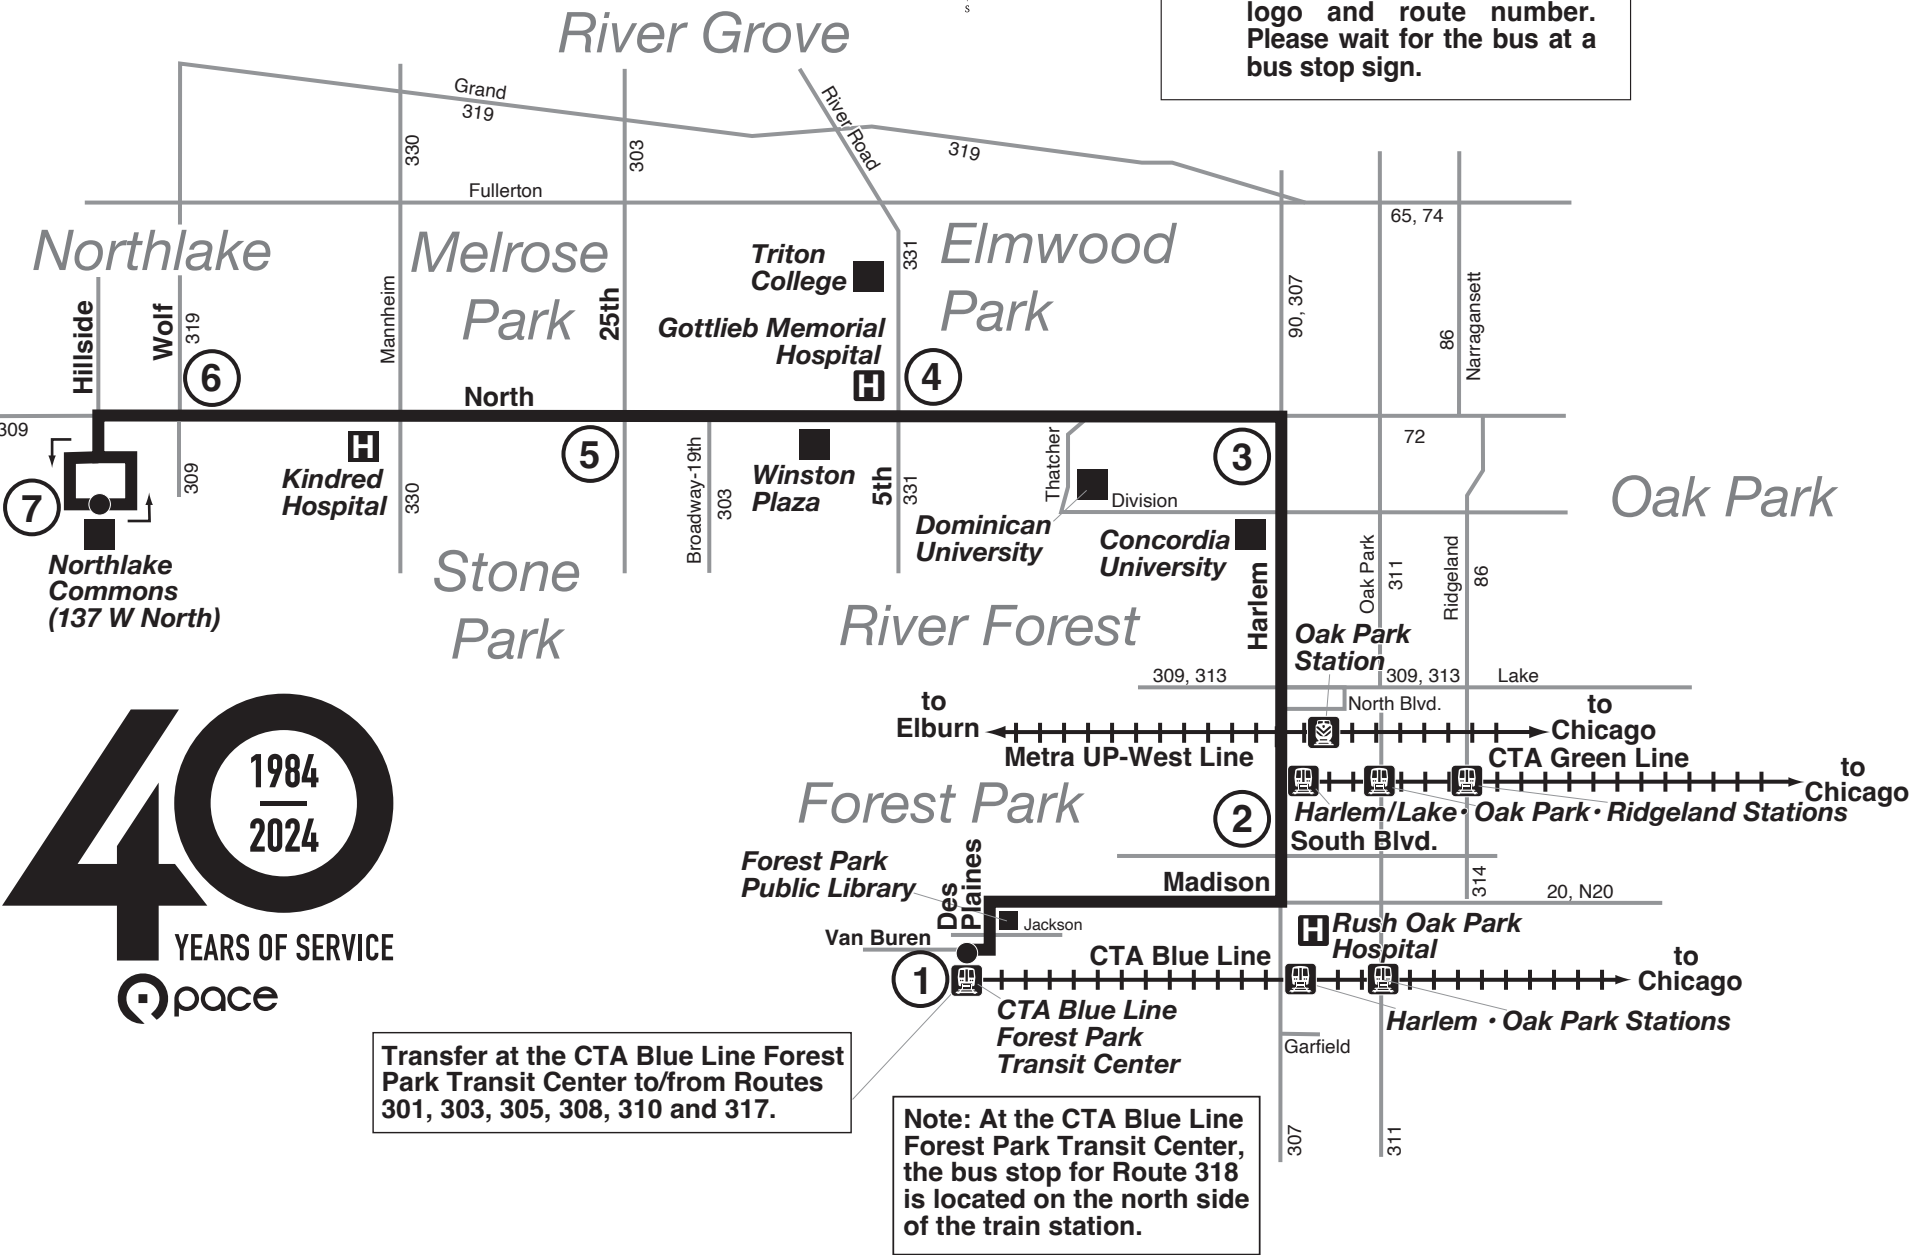 s
logo and route number.
Please wait for the bus at a
bus stop sign.
River Grove
Grand
319
330
303
River Road
319
Fullerton
65, 74
Northlake
Melrose
Park
Triton
College
331
Elmwood
Park
Hillside
Wolf
319
Mannheim
25th
Gottlieb Memorial
Hospital
H
90, 307
86
Narragansett
6
4
North
309
7
309
H
Kindred
Hospital
330
5
Broadway-19th
303
Winston
Plaza
5th
331
Thatcher
Division
Dominican
University
3
Concordia
University
72
Oak Park
Northlake
Commons
(137 W North)
Stone
Park
River Forest
Harlem
Oak Park
311
Ridgeland
86
Oak Park
Station
309, 313
309, 313
Lake
North Blvd.
to
Elburn
Metra UP-West Line
to
Chicago
CTA Green Line
to
Chicago
Harlem/Lake • Oak Park • Ridgeland Stations
2
South Blvd.
Forest Park
Forest Park
Public Library
Des
Plaines
Madison
314
20, N20
Jackson
Van Buren
H
Rush Oak Park
Hospital
CTA Blue Line
to
Chicago
1
CTA Blue Line
Forest Park
Transit Center
Harlem • Oak Park Stations
Garfield
307
311
40
1984
2024
YEARS OF SERVICE
pace
Transfer at the CTA Blue Line Forest
Park Transit Center to/from Routes
301, 303, 305, 308, 310 and 317.
Note: At the CTA Blue Line
Forest Park Transit Center,
the bus stop for Route 318
is located on the north side
of the train station.